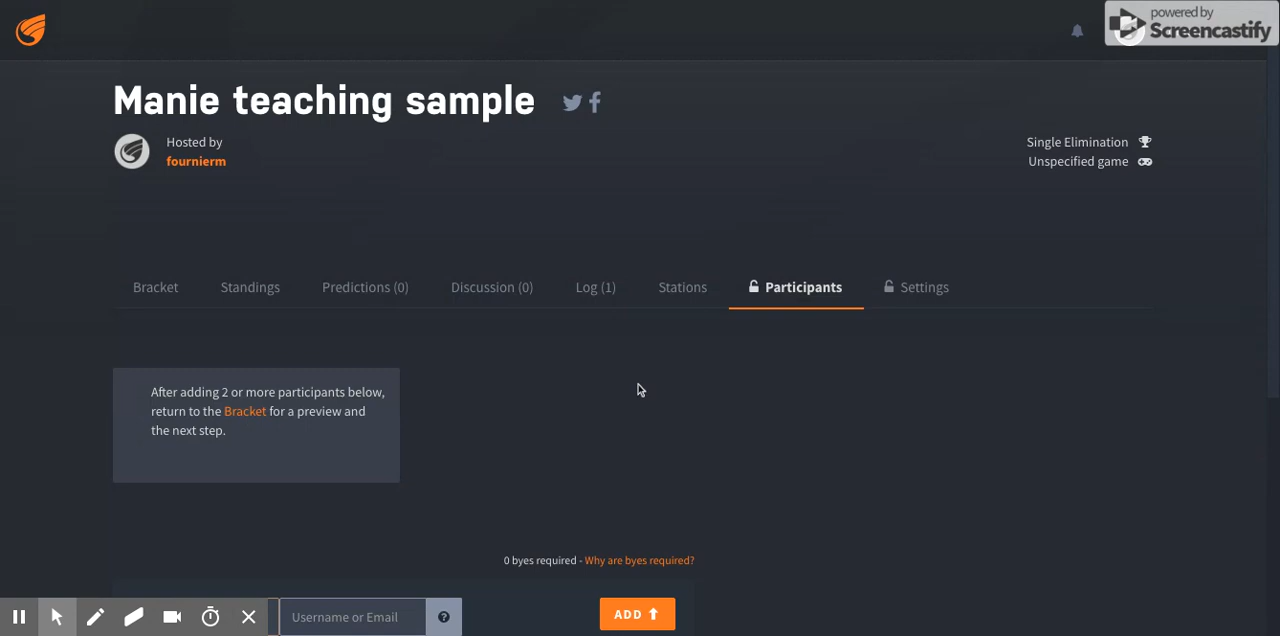 powered by
Screencastify
Manie teaching sample
Hosted by
fournierm
Single Elimination
Unspecified game
Bracket Standings Predictions (0) Discussion (0) Log (1) Stations Participants Settings
After adding 2 or more participants below,
return to the Bracket for a preview and
the next step.
0 byes required - Why are byes required?
Username or Email ? ADD